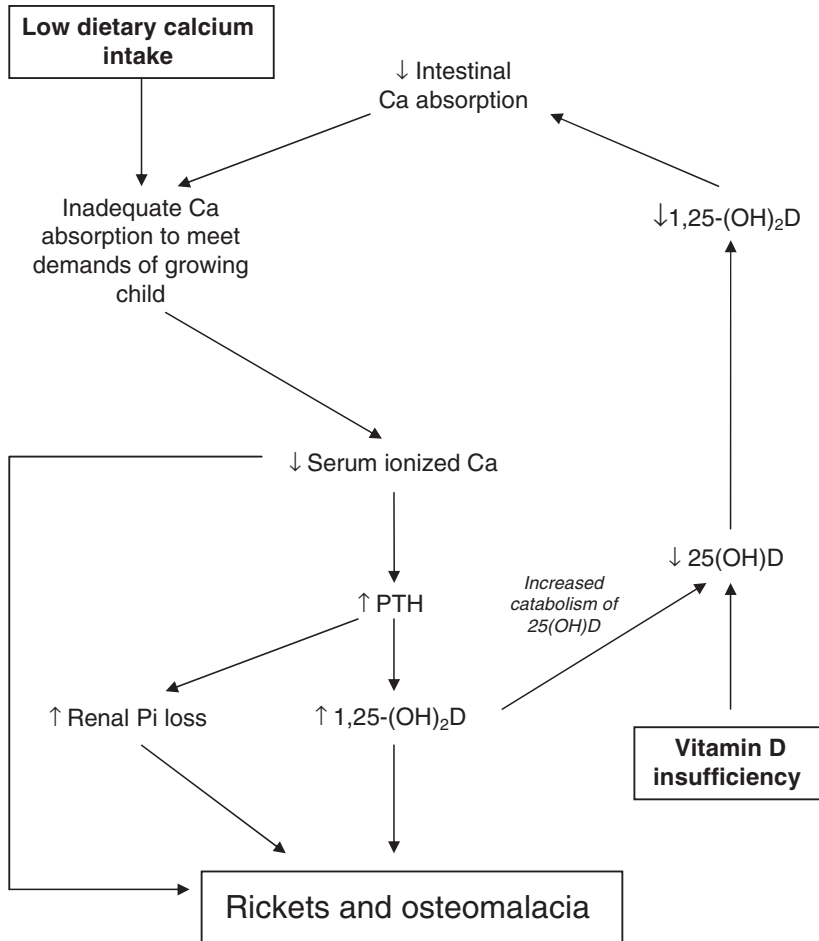 Low dietary calcium
intake
↓ Intestinal
Ca absorption
Inadequate Ca
absorption to meet
demands of growing
child
↓1,25-(OH)₂D
↓ Serum ionized Ca
↓ 25(OH)D
Increased
catabolism of
25(OH)D
↑ PTH
↑ Renal Pi loss
↑ 1,25-(OH)₂D
Vitamin D
insufficiency
Rickets and osteomalacia